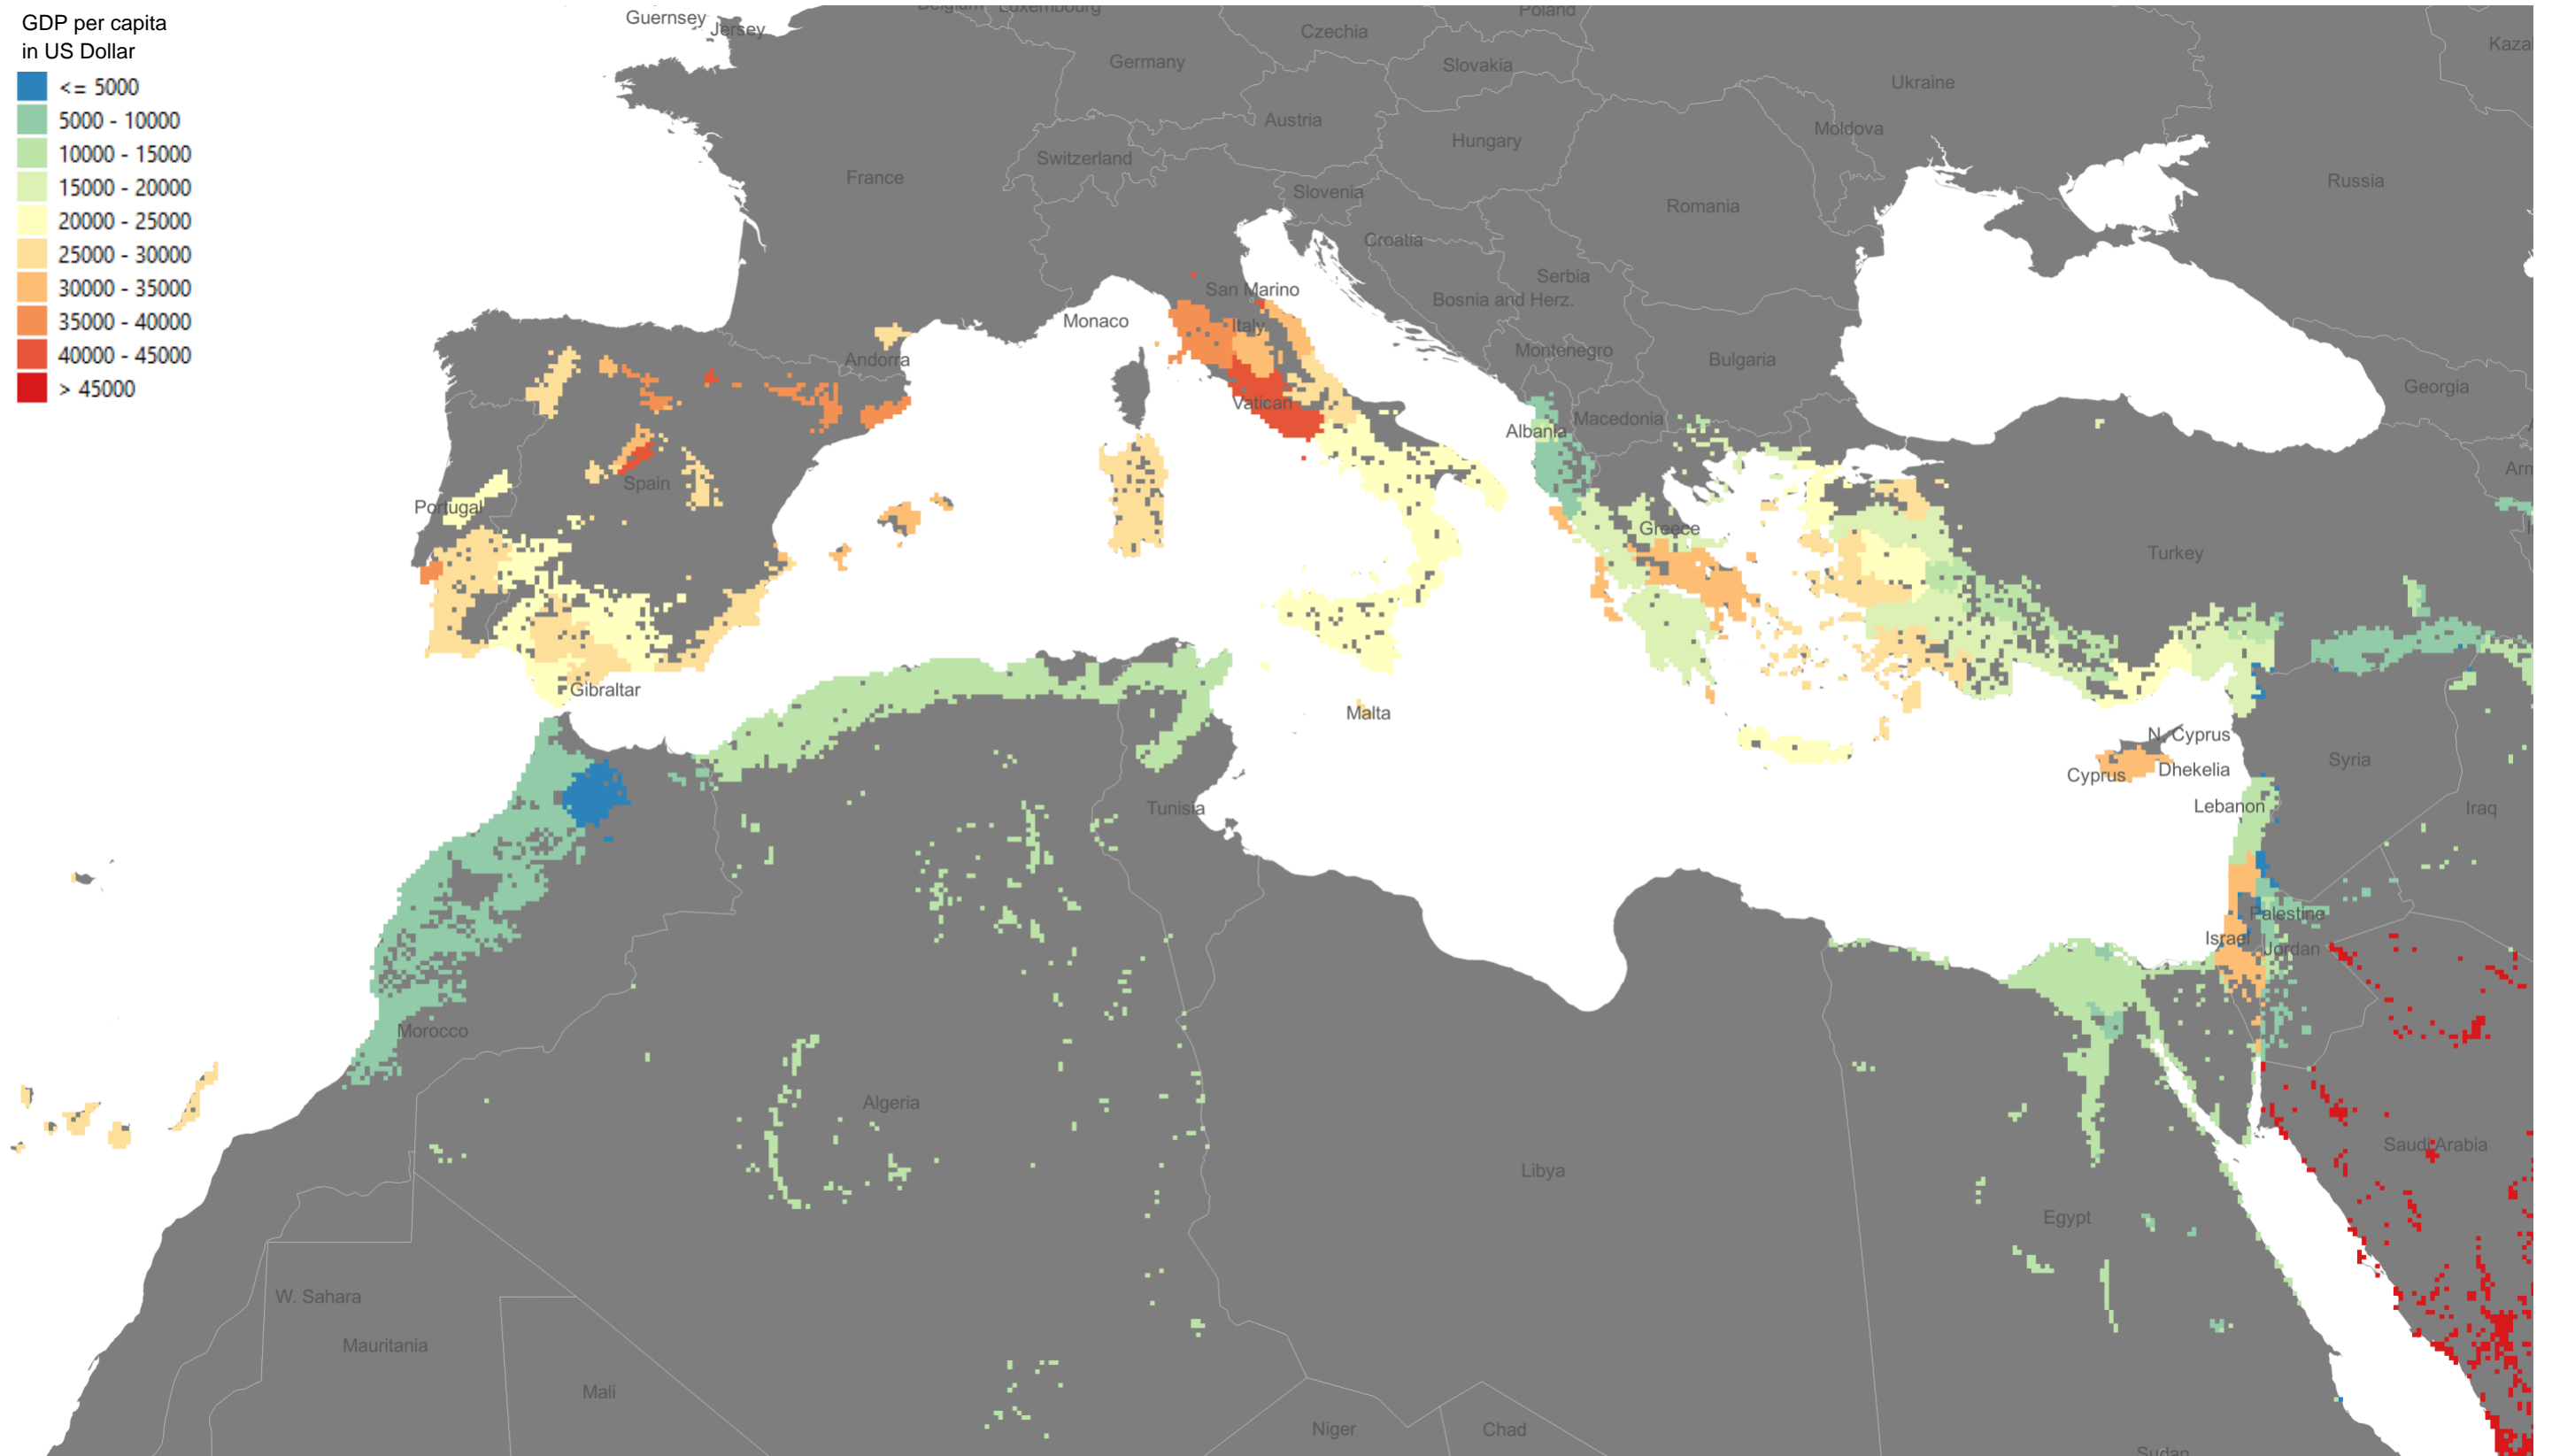 GDP per capita
in US Dollar
<= 5000
5000 - 10000
10000 - 15000
15000 - 20000
20000 - 25000
25000 - 30000
30000 - 35000
35000 - 40000
40000 - 45000
> 45000
Guernsey
Jersey
Belgium
Luxembourg
Poland
Czechia
Germany
Slovakia
Ukraine
Austria
Hungary
Moldova
Switzerland
France
Slovenia
Romania
Russia
Croatia
Serbia
San Marino
Bosnia and Herz.
Monaco
Italy
Montenegro
Bulgaria
Andorra
Georgia
Vatican
Macedonia
Albania
Spain
Portugal
Greece
Turkey
Gibraltar
Malta
N. Cyprus
Cyprus
Dhekelia
Syria
Lebanon
Iraq
Tunisia
Palestine
Israel
Jordan
Morocco
Algeria
Saudi Arabia
Libya
Egypt
W. Sahara
Mauritania
Mali
Niger
Chad
Sudan